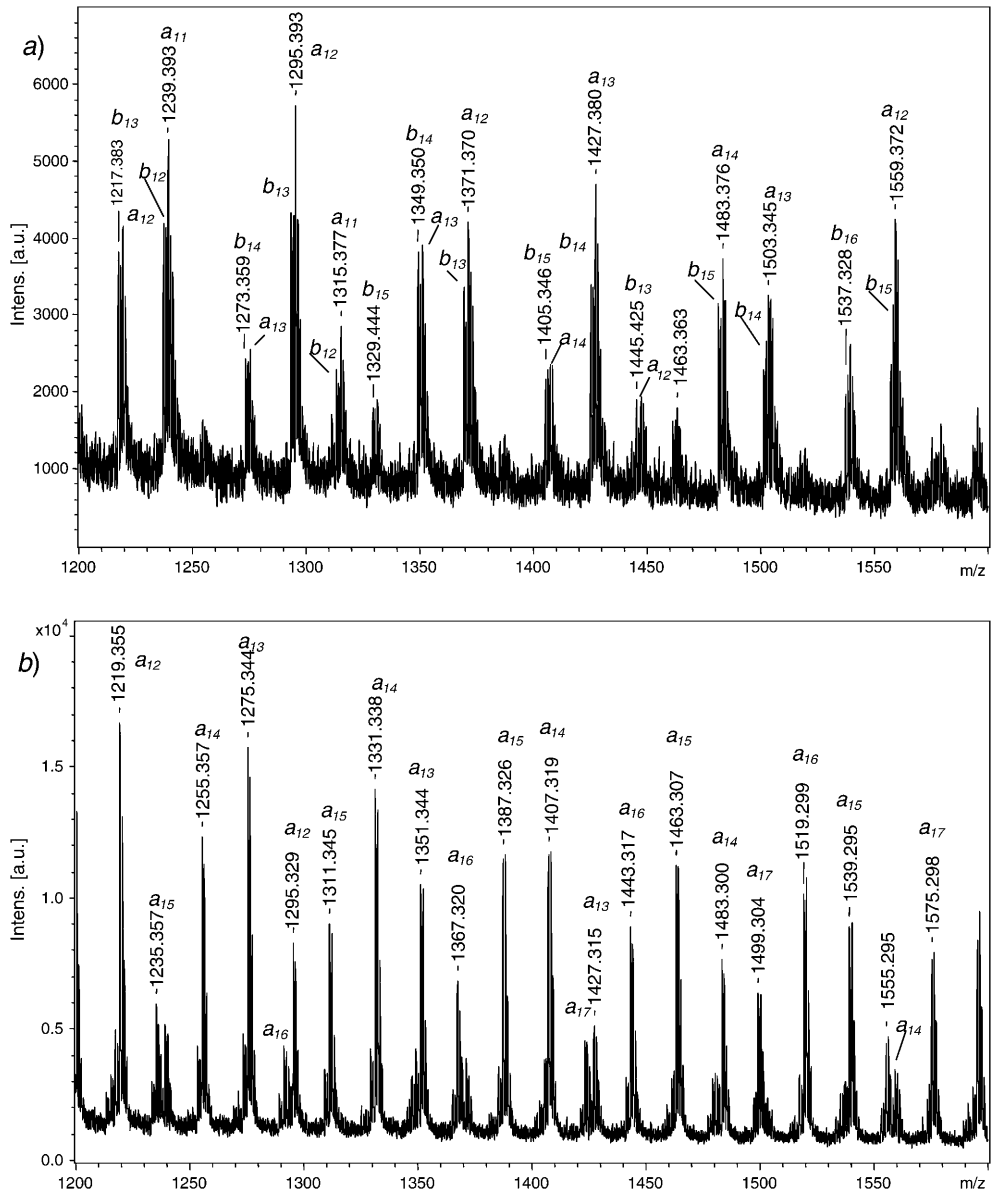 a)
Intens. [a.u.]
6000
5000
4000
3000
2000
1000
b13
1217.383
a12
b12
a11
1239.393
b14
1273.359
a13
b13
1295.393
a12
b12
a11
1315.377
b15
1329.444
b14
1349.350
a13
b13
a12
1371.370
b15
1405.346
a14
b14
a13
1427.380
b13
1445.425
a12
1463.363
b15
a14
1483.376
b14
a13
1503.345
b16
1537.328
b15
a12
1559.372
1200
1250
1300
1350
1400
1450
1500
1550
m/z
b)
x10^4
Intens. [a.u.]
1.5
1.0
0.5
0.0
1219.355
a12
a15
1235.357
a14
1255.357
a13
1275.344
a16
a12
1295.329
a15
1311.345
a14
1331.338
a13
1351.344
a16
1367.320
a15
1387.326
a14
1407.319
a17
a13
1427.315
a16
1443.317
a15
1463.307
a14
1483.300
a17
1499.304
a16
1519.299
a15
1539.295
1555.295
a14
a17
1575.298
1200
1250
1300
1350
1400
1450
1500
1550
m/z